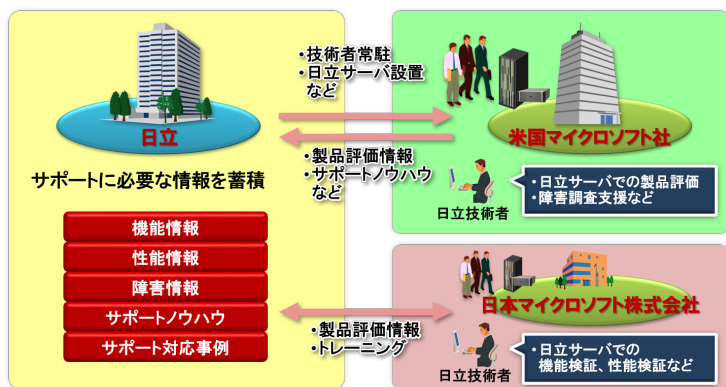 日立
サポートに必要な情報を蓄積
機能情報
性能情報
障害情報
サポートノウハウ
サポート対応事例
・技術者常駐
・日立サーバ設置
など
・製品評価情報
・サポートノウハウ
など
米国マイクロソフト社
日立技術者
・日立サーバでの製品評価
・障害調査支援など
・製品評価情報
・トレーニング
日本マイクロソフト株式会社
日立技術者
・日立サーバでの
機能検証、性能検証など